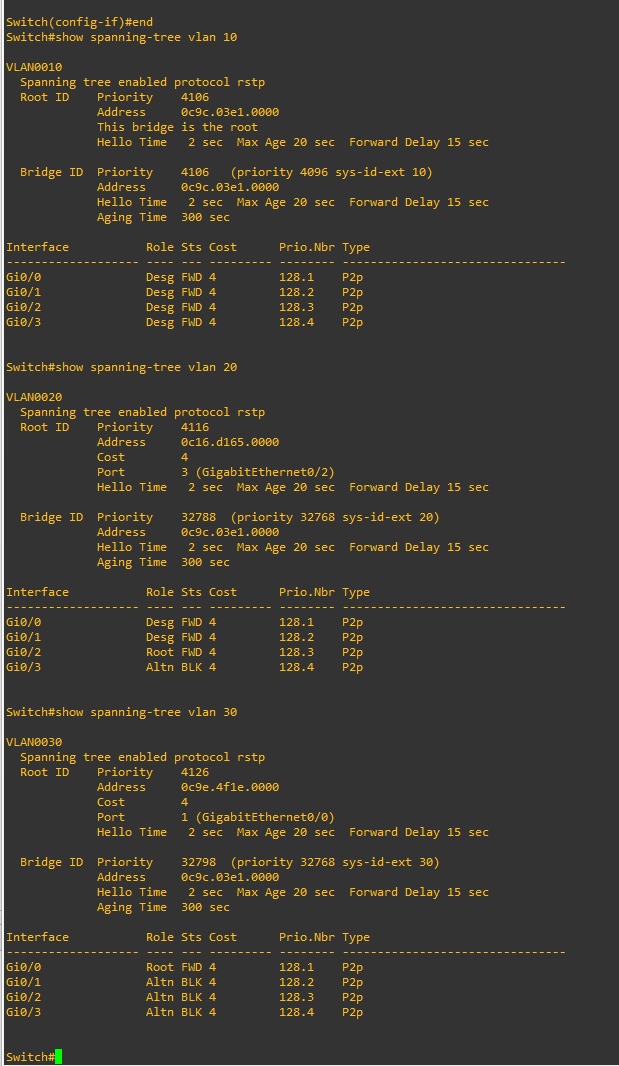 Switch(config-if)#end
Switch#show spanning-tree vlan 10
VLAN0010
Spanning tree enabled protocol rstp
Root ID    Priority    4106
Address     0c9c.03e1.0000
This bridge is the root
Hello Time   2 sec  Max Age 20 sec  Forward Delay 15 sec
Bridge ID  Priority    4106   (priority 4096 sys-id-ext 10)
Address     0c9c.03e1.0000
Hello Time   2 sec  Max Age 20 sec  Forward Delay 15 sec
Aging Time  300 sec
Interface           Role Sts Cost      Prio.Nbr Type
------------------- ---- --- --------- -------- --------------------------------
Gi0/0               Desg FWD 4         128.1    P2p
Gi0/1               Desg FWD 4         128.2    P2p
Gi0/2               Desg FWD 4         128.3    P2p
Gi0/3               Desg FWD 4         128.4    P2p
Switch#show spanning-tree vlan 20
VLAN0020
Spanning tree enabled protocol rstp
Root ID    Priority    4116
Address     0c16.d165.0000
Cost        4
Port        3 (GigabitEthernet0/2)
Hello Time   2 sec  Max Age 20 sec  Forward Delay 15 sec
Bridge ID  Priority    32788  (priority 32768 sys-id-ext 20)
Address     0c9c.03e1.0000
Hello Time   2 sec  Max Age 20 sec  Forward Delay 15 sec
Aging Time  300 sec
Interface           Role Sts Cost      Prio.Nbr Type
------------------- ---- --- --------- -------- --------------------------------
Gi0/0               Desg FWD 4         128.1    P2p
Gi0/1               Desg FWD 4         128.2    P2p
Gi0/2               Root FWD 4         128.3    P2p
Gi0/3               Altn BLK 4         128.4    P2p
Switch#show spanning-tree vlan 30
VLAN0030
Spanning tree enabled protocol rstp
Root ID    Priority    4126
Address     0c9e.4f1e.0000
Cost        4
Port        1 (GigabitEthernet0/0)
Hello Time   2 sec  Max Age 20 sec  Forward Delay 15 sec
Bridge ID  Priority    32798  (priority 32768 sys-id-ext 30)
Address     0c9c.03e1.0000
Hello Time   2 sec  Max Age 20 sec  Forward Delay 15 sec
Aging Time  300 sec
Interface           Role Sts Cost      Prio.Nbr Type
------------------- ---- --- --------- -------- --------------------------------
Gi0/0               Root FWD 4         128.1    P2p
Gi0/1               Altn BLK 4         128.2    P2p
Gi0/2               Altn BLK 4         128.3    P2p
Gi0/3               Altn BLK 4         128.4    P2p
Switch#